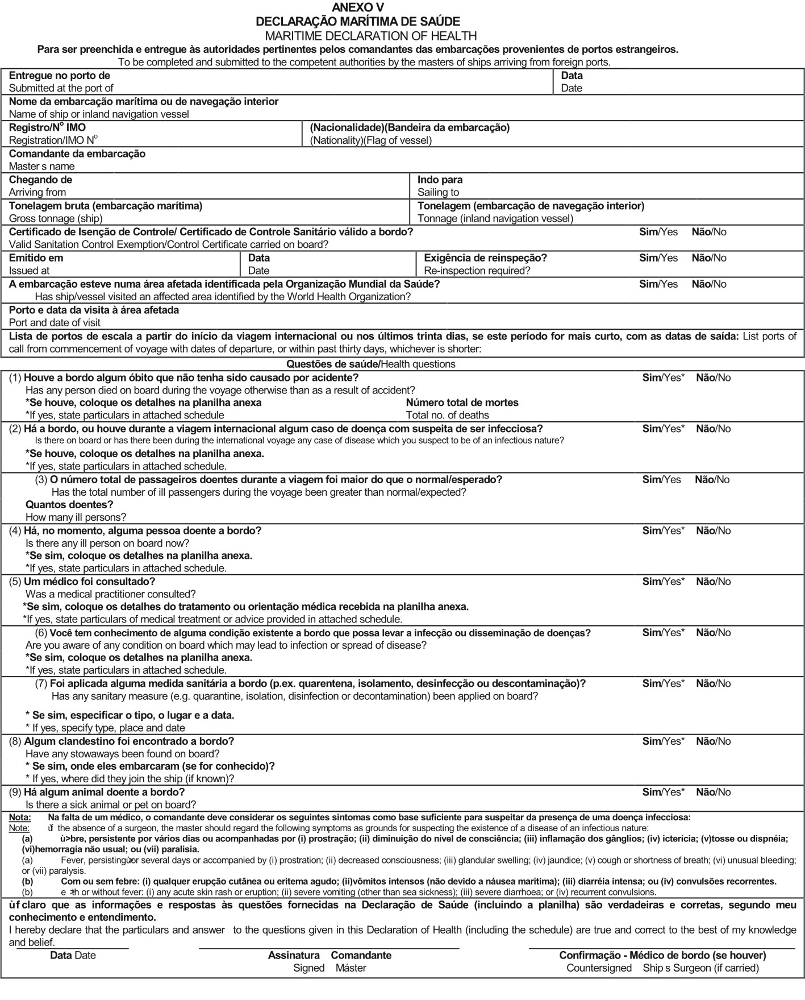 ANEXO V
DECLARAÇÃO MARÍTIMA DE SAÚDE
MARITIME DECLARATION OF HEALTH
Para ser preenchida e entregue às autoridades pertinentes pelos comandantes das embarcações provenientes de portos estrangeiros.
To be completed and submitted to the competent authorities by the masters of ships arriving from foreign ports.
Entregue no porto de Data
Submitted at the port of Date
Nome da embarcação marítima ou de navegação interior
Name of ship or inland navigation vessel
Registro/Nº IMO (Nacionalidade)(Bandeira da embarcação)
Registration/IMO Nº (Nationality)(Flag of vessel)
Comandante da embarcação
Master s name
Chegando de Indo para
Arriving from Sailing to
Tonelagem bruta (embarcação marítima) Tonelagem (embarcação de navegação interior)
Gross tonnage (ship) Tonnage (inland navigation vessel)
Certificado de Isenção de Controle/ Certificado de Controle Sanitário válido a bordo? Sim/Yes Não/No
Valid Sanitation Control Exemption/Control Certificate carried on board?
Emitido em Data Exigência de reinspeção? Sim/Yes Não/No
Issued at Date Re-inspection required?
A embarcação esteve numa área afetada identificada pela Organização Mundial da Saúde? Sim/Yes Não/No
Has ship/vessel visited an affected area identified by the World Health Organization?
Porto e data da visita à área afetada
Port and date of visit
Lista de portos de escala a partir do início da viagem internacional ou nos últimos trinta dias, se este período for mais curto, com as datas de saída: List ports of
call from commencement of voyage with dates of departure, or within past thirty days, whichever is shorter:
Questões de saúde/Health questions
(1) Houve a bordo algum óbito que não tenha sido causado por acidente? Sim/Yes* Não/No
Has any person died on board during the voyage otherwise than as a result of accident?
*Se houve, coloque os detalhes na planilha anexa Número total de mortes
*If yes, state particulars in attached schedule Total no. of deaths
(2) Há a bordo, ou houve durante a viagem internacional algum caso de doença com suspeita de ser infecciosa? Sim/Yes* Não/No
Is there on board or has there been during the international voyage any case of disease which you suspect to be of an infectious nature?
*Se houve, coloque os detalhes na planilha anexa.
*If yes, state particulars in attached schedule.
(3) O número total de passageiros doentes durante a viagem foi maior do que o normal/esperado? Sim/Yes Não/No
Has the total number of ill passengers during the voyage been greater than normal/expected?
Quantos doentes?
How many ill persons?
(4) Há, no momento, alguma pessoa doente a bordo? Sim/Yes* Não/No
Is there any ill person on board now?
*Se sim, coloque os detalhes na planilha anexa.
*If yes, state particulars in attached schedule.
(5) Um médico foi consultado? Sim/Yes* Não/No
Was a medical practitioner consulted?
*Se sim, coloque os detalhes do tratamento ou orientação médica recebida na planilha anexa.
*If yes, state particulars of medical treatment or advice provided in attached schedule.
(6) Você tem conhecimento de alguma condição existente a bordo que possa levar a infecção ou disseminação de doenças? Sim/Yes* Não/No
Are you aware of any condition on board which may lead to infection or spread of disease?
*Se sim, coloque os detalhes na planilha anexa.
*If yes, state particulars in attached schedule.
(7) Foi aplicada alguma medida sanitária a bordo (p.ex. quarentena, isolamento, desinfecção ou descontaminação)? Sim/Yes* Não/No
Has any sanitary measure (e.g. quarantine, isolation, disinfection or decontamination) been applied on board?
* Se sim, especificar o tipo, o lugar e a data.
* If yes, specify type, place and date
(8) Algum clandestino foi encontrado a bordo? Sim/Yes* Não/No
Have any stowaways been found on board?
* Se sim, onde eles embarcaram (se for conhecido)?
* If yes, where did they join the ship (if known)?
(9) Há algum animal doente a bordo? Sim/Yes* Não/No
Is there a sick animal or pet on board?
Nota: Na falta de um médico, o comandante deve considerar os seguintes sintomas como base suficiente para suspeitar da presença de uma doença infecciosa:
Note: the absence of a surgeon, the master should regard the following symptoms as grounds for suspecting the existence of a disease of an infectious nature:
(a) ù>bre, persistente por vários dias ou acompanhadas por (i) prostração; (ii) diminuição do nível de consciência; (iii) inflamação dos gânglios; (iv) icterícia; (v)tosse ou dispnéia;
(vi)hemorragia não usual; ou (vii) paralisia.
(a) Fever, persisting or several days or accompanied by (i) prostration; (ii) decreased consciousness; (iii) glandular swelling; (iv) jaundice; (v) cough or shortness of breath; (vi) unusual bleeding;
or (vii) paralysis.
(b) Com ou sem febre: (i) qualquer erupção cutânea ou eritema agudo; (ii)vômitos intensos (não devido a náusea marítima); (iii) diarréia intensa; ou (iv) convulsões recorrentes.
(b) or without fever: (i) any acute skin rash or eruption; (ii) severe vomiting (other than sea sickness); (iii) severe diarrhoea; or (iv) recurrent convulsions.
ùf claro que as informações e respostas às questões fornecidas na Declaração de Saúde (incluindo a planilha) são verdadeiras e corretas, segundo meu
conhecimento e entendimento.
I hereby declare that the particulars and answer to the questions given in this Declaration of Health (including the schedule) are true and correct to the best of my knowledge
and belief.
Data Date Assinatura Comandante Confirmação - Médico de bordo (se houver)
Signed Máster Countersigned Ship s Surgeon (if carried)